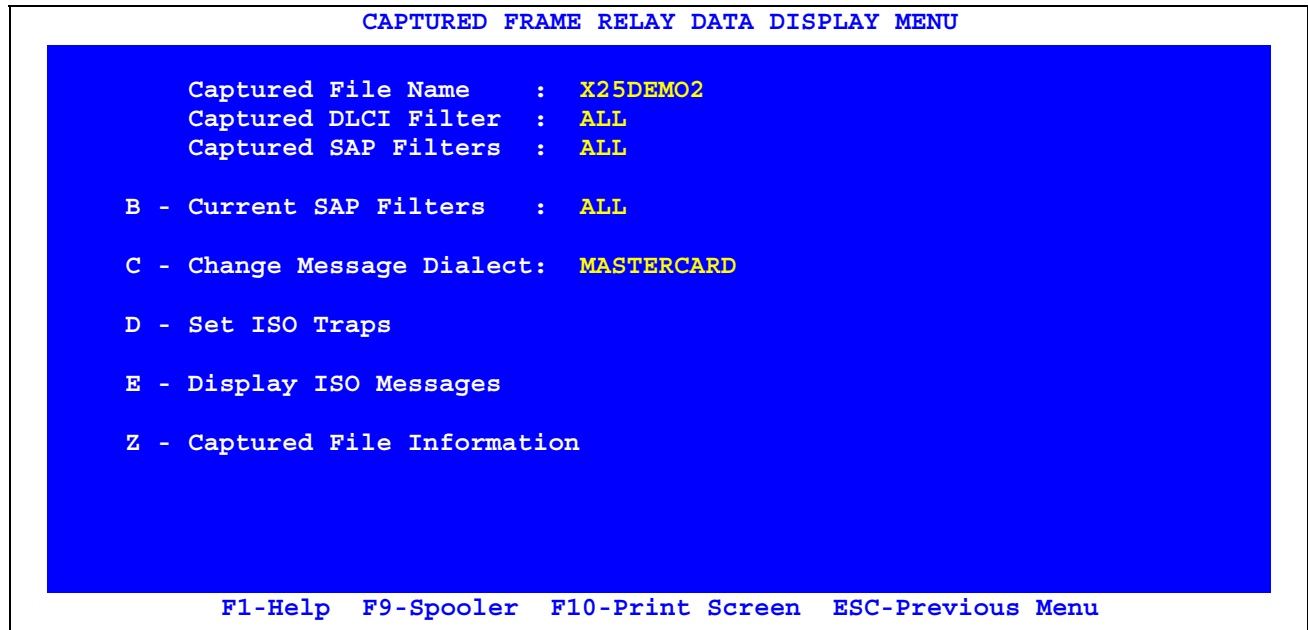 CAPTURED FRAME RELAY DATA DISPLAY MENU
Captured File Name : X25DEMO2
Captured DLCI Filter : ALL
Captured SAP Filters : ALL
B - Current SAP Filters : ALL
C - Change Message Dialect: MASTERCARD
D - Set ISO Traps
E - Display ISO Messages
Z - Captured File Information
F1-Help F9-Spooler F10-Print Screen ESC-Previous Menu